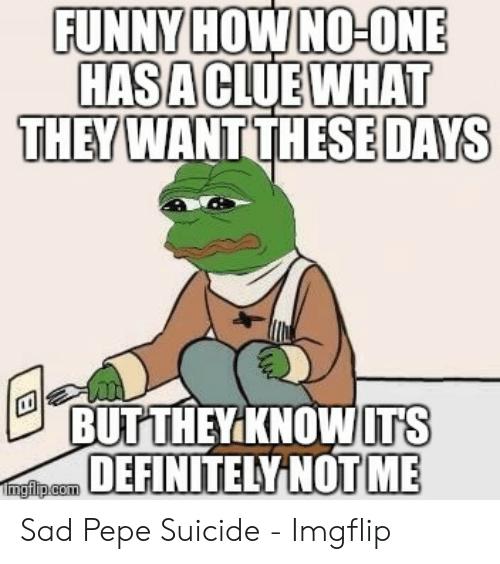 FUNNY HOW NO-ONE
HAS A CLUE WHAT
THEY WANT THESE DAYS
BUT THEY KNOW IT'S
DEFINITELY NOT ME
imgflip.com
Sad Pepe Suicide - Imgflip